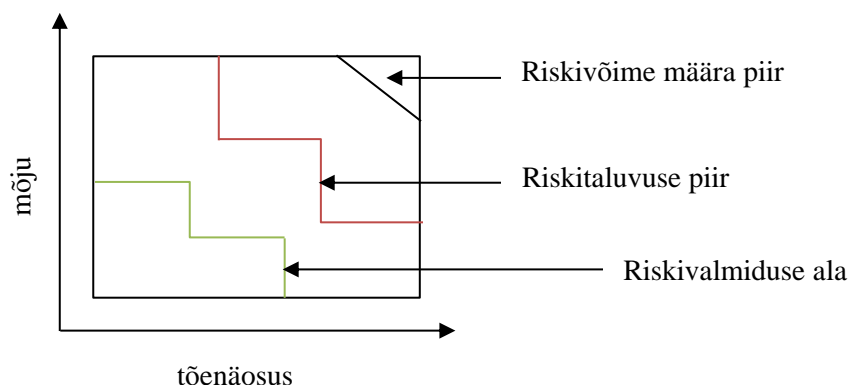 Riskivõime määra piir
mõju
Riskitaluvuse piir
Riskivalmiduse ala
tõenäosus